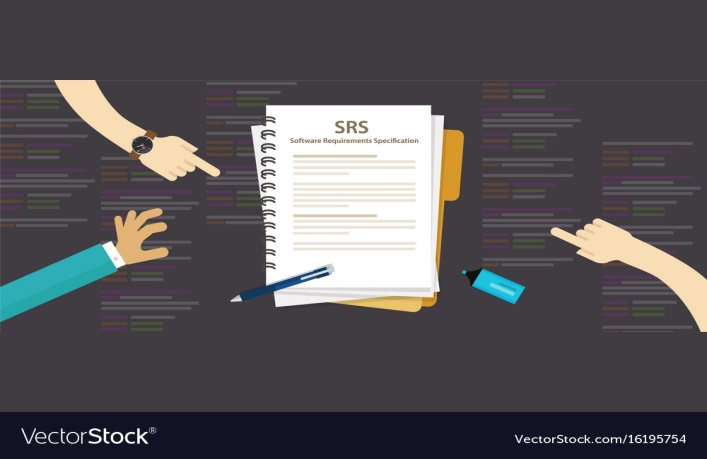 SRS
Software Requirements Specification
VectorStock®
VectorStock.com/16195754